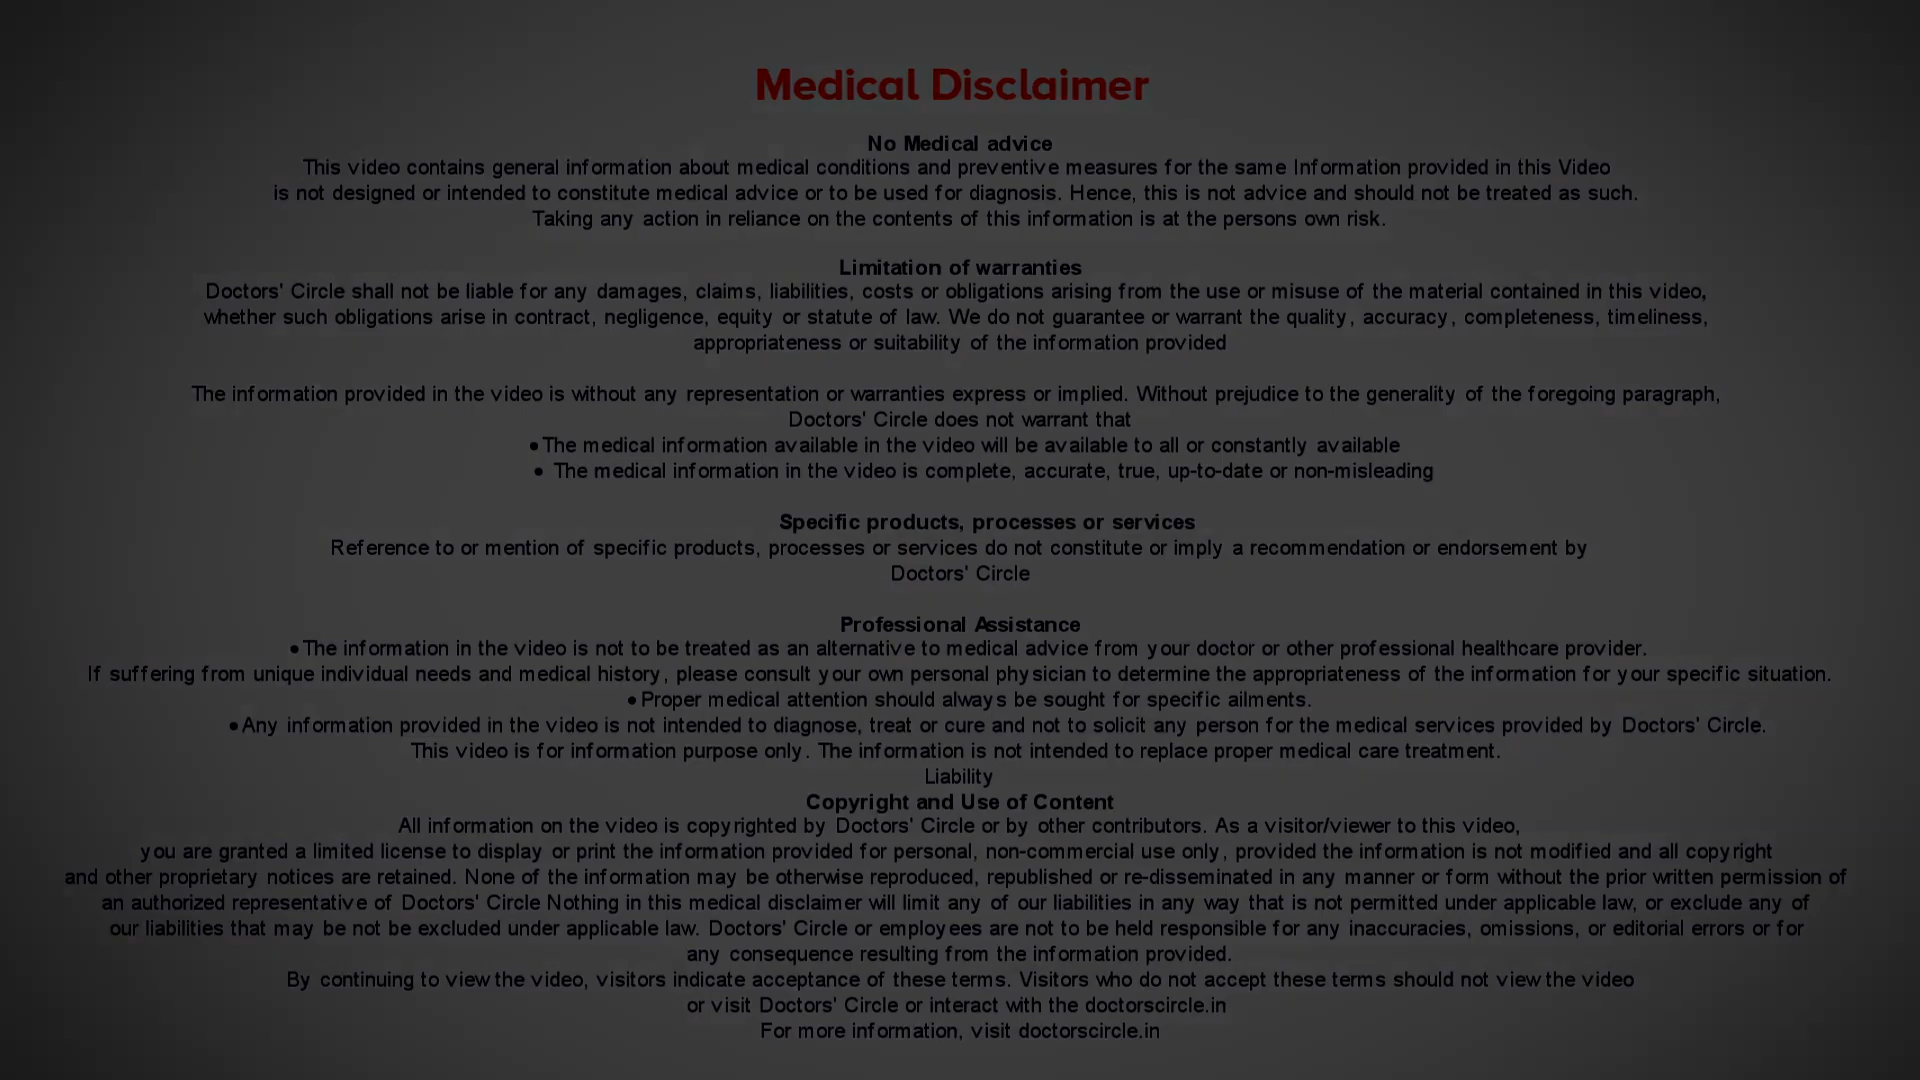 Medical Disclaimer
No Medical advice
This video contains general information about medical conditions and preventive measures for the same Information provided in this Video
is not designed or intended to constitute medical advice or to be used for diagnosis. Hence, this is not advice and should not be treated as such.
Taking any action in reliance on the contents of this information is at the persons own risk.
Limitation of warranties
Doctors' Circle shall not be liable for any damages, claims, liabilities, costs or obligations arising from the use or misuse of the material contained in this video,
whether such obligations arise in contract, negligence, equity or statute of law. We do not guarantee or warrant the quality, accuracy, completeness, timeliness,
appropriateness or suitability of the information provided
The information provided in the video is without any representation or warranties express or implied. Without prejudice to the generality of the foregoing paragraph,
Doctors' Circle does not warrant that
•The medical information available in the video will be available to all or constantly available
• The medical information in the video is complete, accurate, true, up-to-date or non-misleading
Specific products, processes or services
Reference to or mention of specific products, processes or services do not constitute or imply a recommendation or endorsement by
Doctors' Circle
Professional Assistance
•The information in the video is not to be treated as an alternative to medical advice from your doctor or other professional healthcare provider.
If suffering from unique individual needs and medical history, please consult your own personal physician to determine the appropriateness of the information for your specific situation.
•Proper medical attention should always be sought for specific ailments.
•Any information provided in the video is not intended to diagnose, treat or cure and not to solicit any person for the medical services provided by Doctors' Circle.
This video is for information purpose only. The information is not intended to replace proper medical care treatment.
Liability
Copyright and Use of Content
All information on the video is copyrighted by Doctors' Circle or by other contributors. As a visitor/viewer to this video,
you are granted a limited license to display or print the information provided for personal, non-commercial use only, provided the information is not modified and all copyright
and other proprietary notices are retained. None of the information may be otherwise reproduced, republished or re-disseminated in any manner or form without the prior written permission of
an authorized representative of Doctors' Circle Nothing in this medical disclaimer will limit any of our liabilities in any way that is not permitted under applicable law, or exclude any of
our liabilities that may be not be excluded under applicable law. Doctors' Circle or employees are not to be held responsible for any inaccuracies, omissions, or editorial errors or for
any consequence resulting from the information provided.
By continuing to view the video, visitors indicate acceptance of these terms. Visitors who do not accept these terms should not view the video
or visit Doctors' Circle or interact with the doctorscircle.in
For more information, visit doctorscircle.in